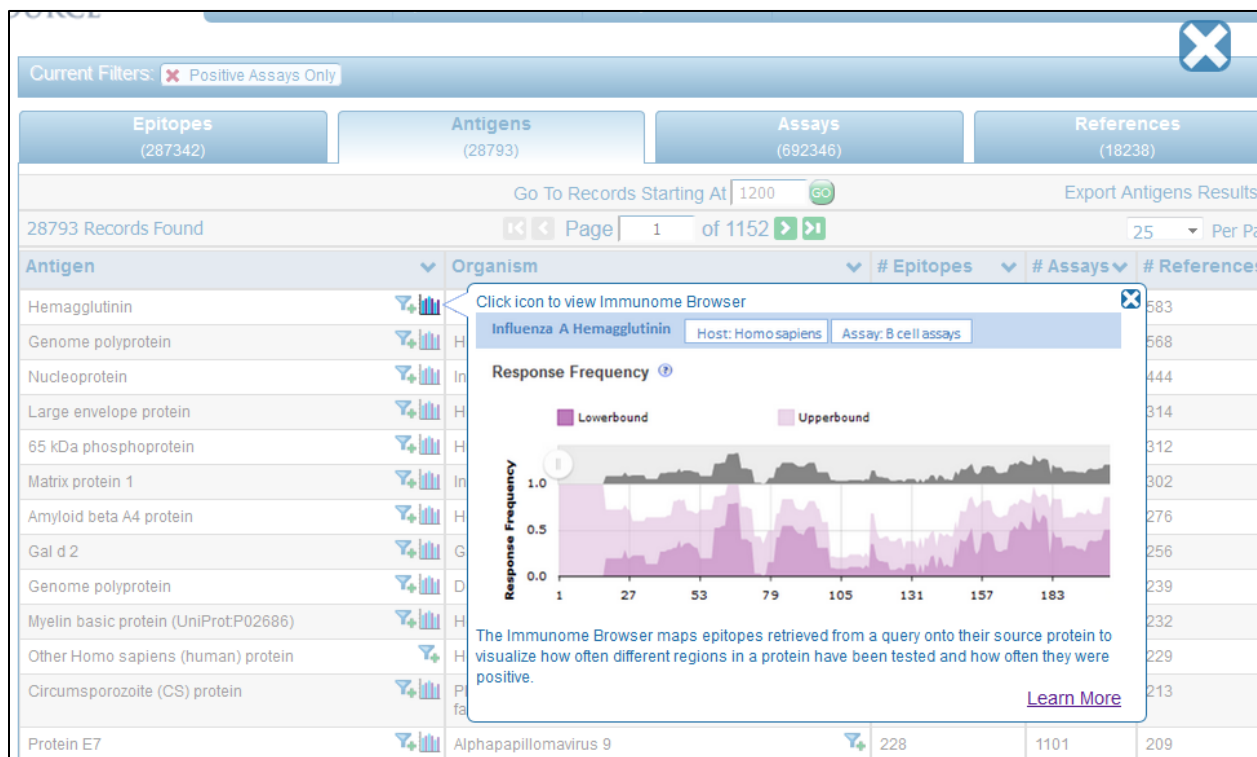 Current Filters: Positive Assays Only
Epitopes
(287342)
Antigens
(28793)
Assays
(692346)
References
(18238)
Go To Records Starting At 1200 GO
Export Antigens Results
28793 Records Found
Page 1 of 1152
25 Per Pa
Antigen Organism # Epitopes # Assays # References
Hemagglutinin 583
Genome polyprotein H 568
Nucleoprotein In 444
Large envelope protein H 314
65 kDa phosphoprotein H 312
Matrix protein 1 In 302
Amyloid beta A4 protein H 276
Gal d 2 G 256
Genome polyprotein D 239
Myelin basic protein (UniProt:P02686) H 232
Other Homo sapiens (human) protein H 229
Circumsporozoite (CS) protein Pl 213
fa
Protein E7 Alphapapillomavirus 9 228 1101 209
Click icon to view Immunome Browser
Influenza A Hemagglutinin Host: Homo sapiens Assay: B cell assays
Response Frequency ?
Lowerbound Upperbound
Response Frequency
1.0
0.5
0.0
1 27 53 79 105 131 157 183
The Immunome Browser maps epitopes retrieved from a query onto their source protein to
visualize how often different regions in a protein have been tested and how often they were
positive.
Learn More